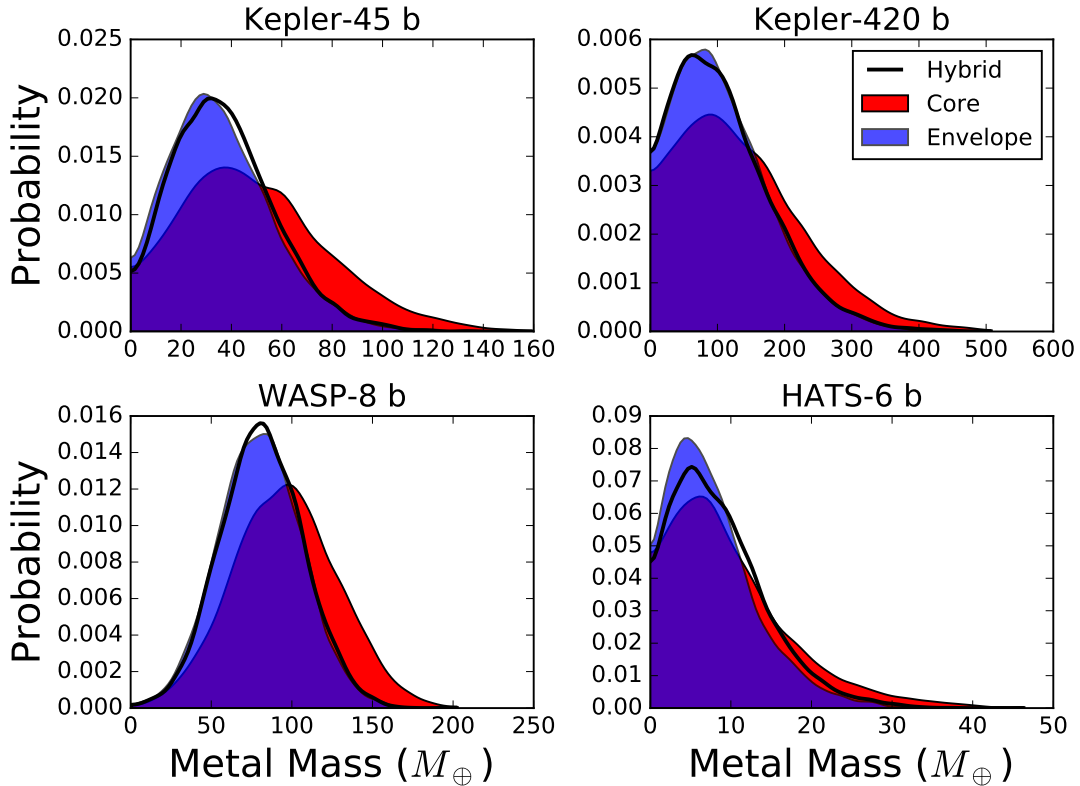 Kepler-45 b
Kepler-420 b
0.025
0.020
0.015
0.010
0.005
0.000
Probability
0 20 40 60 80 100 120 140 160
0.006
0.005
0.004
0.003
0.002
0.001
0.000
0 100 200 300 400 500 600
Hybrid
Core
Envelope
WASP-8 b
HATS-6 b
0.016
0.014
0.012
0.010
0.008
0.006
0.004
0.002
0.000
Probability
0 50 100 150 200 250
Metal Mass (M⊕)
0.09
0.08
0.07
0.06
0.05
0.04
0.03
0.02
0.01
0.00
0 10 20 30 40 50
Metal Mass (M⊕)